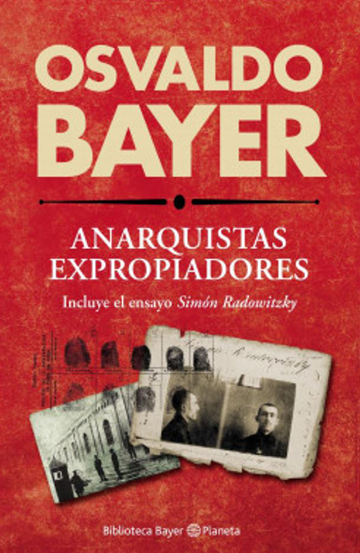 OSVALDO
BAYER
ANARQUISTAS
EXPROPIADORES
Incluye el ensayo Simón Radowitzky
Biblioteca Bayer Planeta